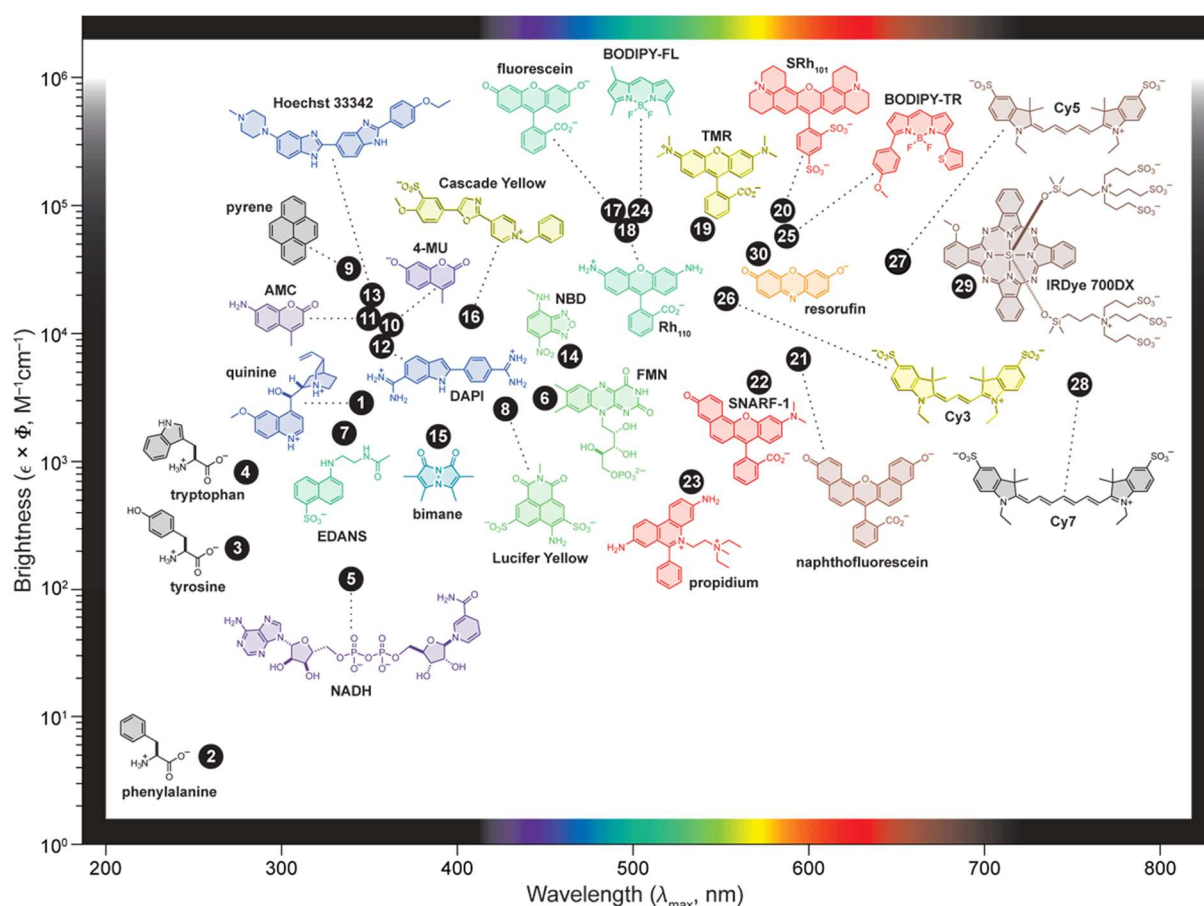 fluorescein
BODIPY-FL
SRh101
BODIPY-TR
Cy5
Hoechst 33342
TMR
Cascade Yellow
pyrene
4-MU
AMC
NBD
Rh110
resorufin
IRDye 700DX
quinine
DAPI
FMN
SNARF-1
Cy3
tryptophan
EDANS
bimane
Lucifer Yellow
propidium
naphthofluorescein
Cy7
tyrosine
NADH
phenylalanine
17 24
18
19
20
25
30
27
29
9
13
11 10
12
16
26
14
21
22
28
1
8
6
7
15
4
23
3
5
2
Brightness (ϵ × Φ, M⁻¹cm⁻¹)
10⁶
10⁵
10⁴
10³
10²
10¹
10⁰
200 300 400 500 600 700 800
Wavelength (λmax, nm)